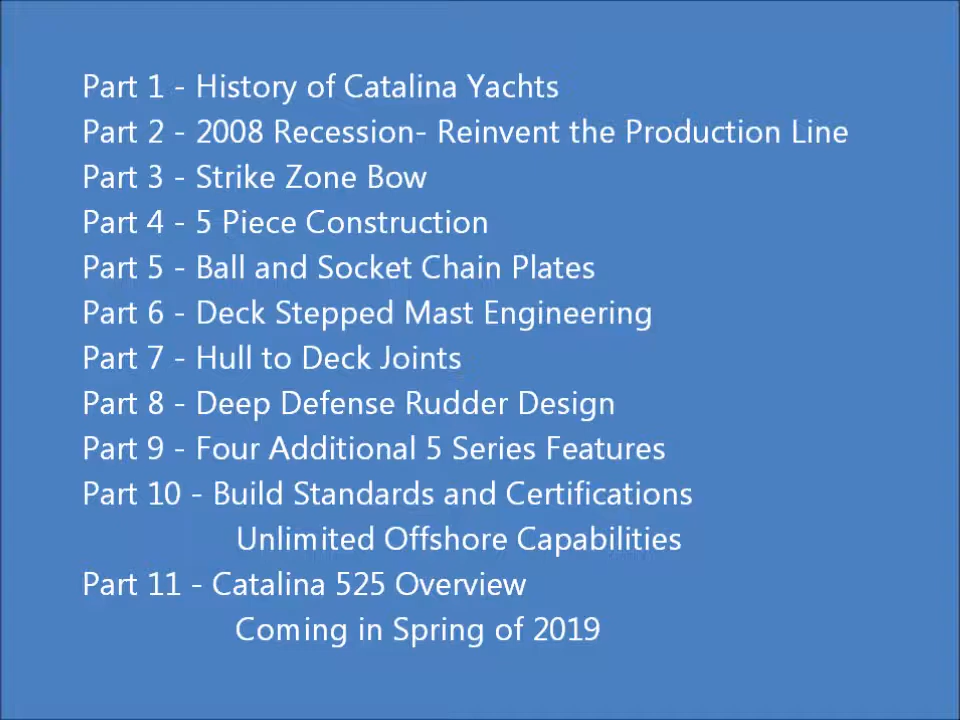 Part 1 - History of Catalina Yachts
Part 2 - 2008 Recession- Reinvent the Production Line
Part 3 - Strike Zone Bow
Part 4 - 5 Piece Construction
Part 5 - Ball and Socket Chain Plates
Part 6 - Deck Stepped Mast Engineering
Part 7 - Hull to Deck Joints
Part 8 - Deep Defense Rudder Design
Part 9 - Four Additional 5 Series Features
Part 10 - Build Standards and Certifications
Unlimited Offshore Capabilities
Part 11 - Catalina 525 Overview
Coming in Spring of 2019